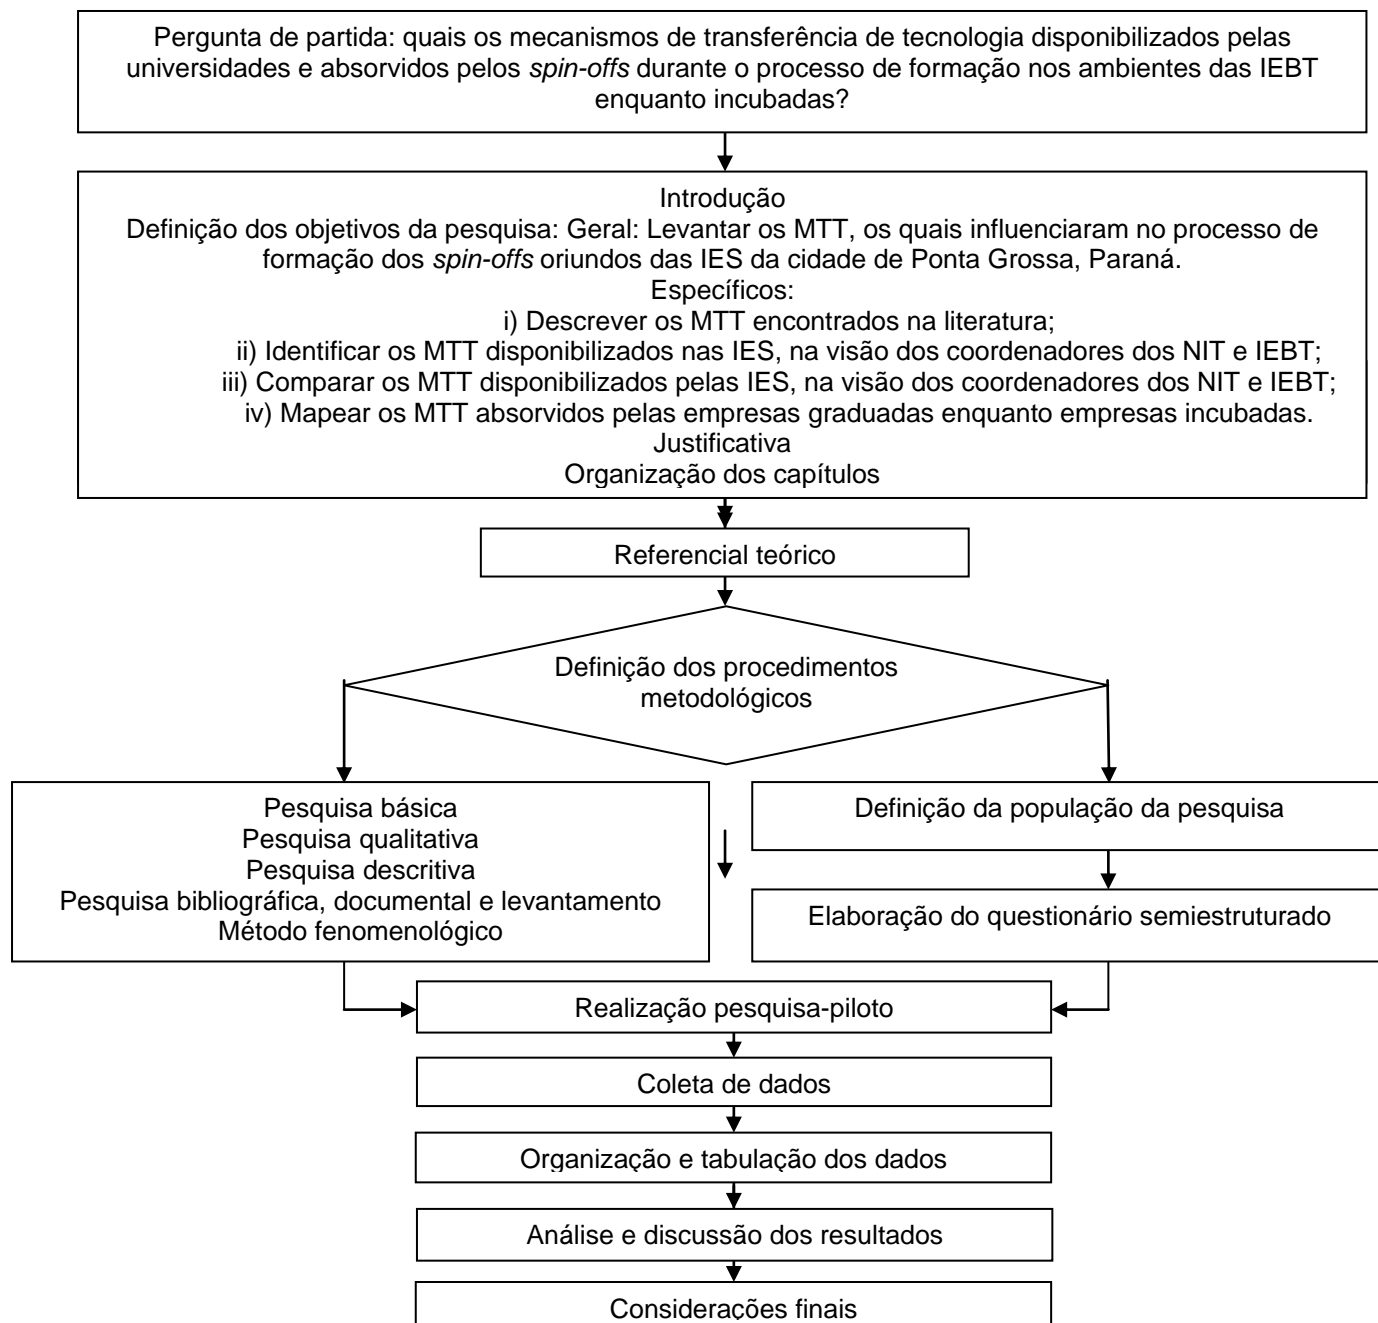 Pergunta de partida: quais os mecanismos de transferência de tecnologia disponibilizados pelas
universidades e absorvidos pelos spin-offs durante o processo de formação nos ambientes das IEBT
enquanto incubadas?
Introdução
Definição dos objetivos da pesquisa: Geral: Levantar os MTT, os quais influenciaram no processo de
formação dos spin-offs oriundos das IES da cidade de Ponta Grossa, Paraná.
Específicos:
i) Descrever os MTT encontrados na literatura;
ii) Identificar os MTT disponibilizados nas IES, na visão dos coordenadores dos NIT e IEBT;
iii) Comparar os MTT disponibilizados pelas IES, na visão dos coordenadores dos NIT e IEBT;
iv) Mapear os MTT absorvidos pelas empresas graduadas enquanto empresas incubadas.
Justificativa
Organização dos capítulos
Referencial teórico
Definição dos procedimentos
metodológicos
Pesquisa básica
Pesquisa qualitativa
Pesquisa descritiva
Pesquisa bibliográfica, documental e levantamento
Método fenomenológico
Definição da população da pesquisa
Elaboração do questionário semiestruturado
Realização pesquisa-piloto
Coleta de dados
Organização e tabulação dos dados
Análise e discussão dos resultados
Considerações finais